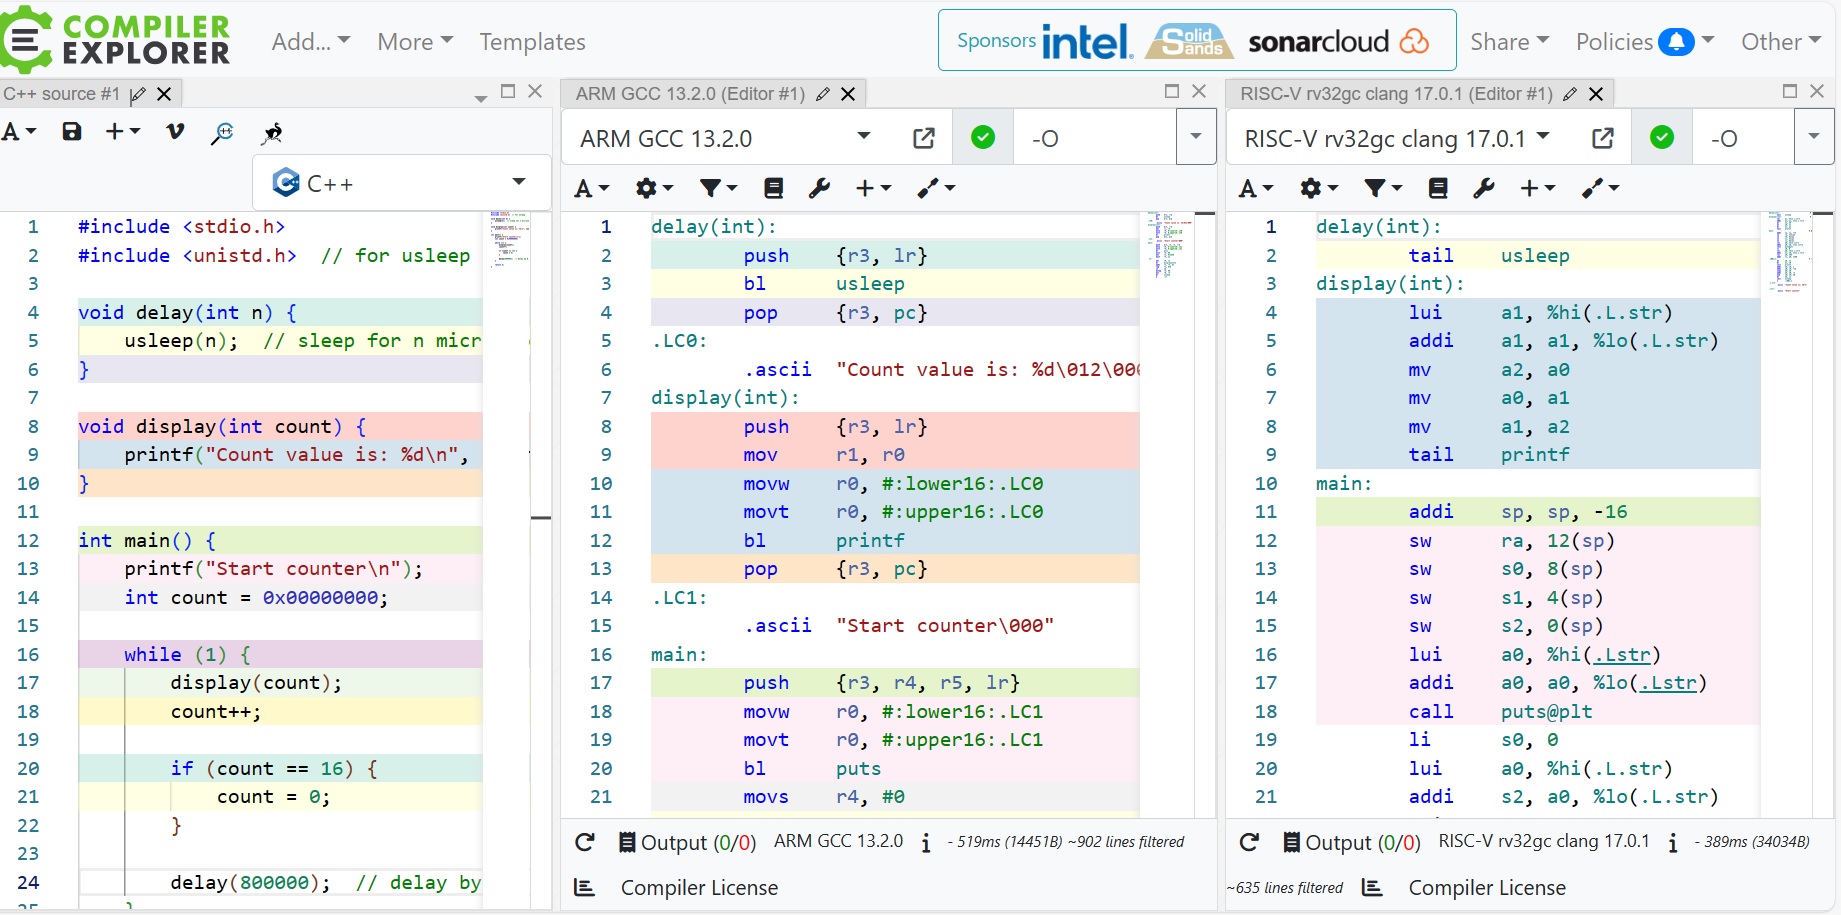 COMPILER
EXPLORER
Add...
More
Templates
Sponsors intel. Solid Sands sonarcloud
Share
Policies
Other
C++ source #1
A
C++
1 #include <stdio.h>
2 #include <unistd.h>  // for usleep
3
4 void delay(int n) {
5     usleep(n);  // sleep for n micr
6 }
7
8 void display(int count) {
9     printf("Count value is: %d\n",
10 }
11
12 int main() {
13     printf("Start counter\n");
14     int count = 0x00000000;
15
16     while (1) {
17         display(count);
18         count++;
19
20         if (count == 16) {
21             count = 0;
22         }
23
24         delay(800000);  // delay by
25     }
ARM GCC 13.2.0 (Editor #1)
ARM GCC 13.2.0
-O
A
1 delay(int):
2         push    {r3, lr}
3         bl      usleep
4         pop     {r3, pc}
5 .LC0:
6         .ascii  "Count value is: %d\012\000
7 display(int):
8         push    {r3, lr}
9         mov     r1, r0
10         movw    r0, #:lower16:.LC0
11         movt    r0, #:upper16:.LC0
12         bl      printf
13         pop     {r3, pc}
14 .LC1:
15         .ascii  "Start counter\000"
16 main:
17         push    {r3, r4, r5, lr}
18         movw    r0, #:lower16:.LC1
19         movt    r0, #:upper16:.LC1
20         bl      puts
21         movs    r4, #0
Output (0/0) ARM GCC 13.2.0 i - 519ms (14451B) ~902 lines filtered
Compiler License
RISC-V rv32gc clang 17.0.1 (Editor #1)
RISC-V rv32gc clang 17.0.1
-O
A
1 delay(int):
2         tail    usleep
3 display(int):
4         lui     a1, %hi(.L.str)
5         addi    a1, a1, %lo(.L.str)
6         mv      a2, a0
7         mv      a0, a1
8         mv      a1, a2
9         tail    printf
10 main:
11         addi    sp, sp, -16
12         sw      ra, 12(sp)
13         sw      s0, 8(sp)
14         sw      s1, 4(sp)
15         sw      s2, 0(sp)
16         lui     a0, %hi(.Lstr)
17         addi    a0, a0, %lo(.Lstr)
18         call    puts@plt
19         li      s0, 0
20         lui     a0, %hi(.L.str)
21         addi    s2, a0, %lo(.L.str)
Output (0/0) RISC-V rv32gc clang 17.0.1 i - 389ms (34034B)
~635 lines filtered
Compiler License